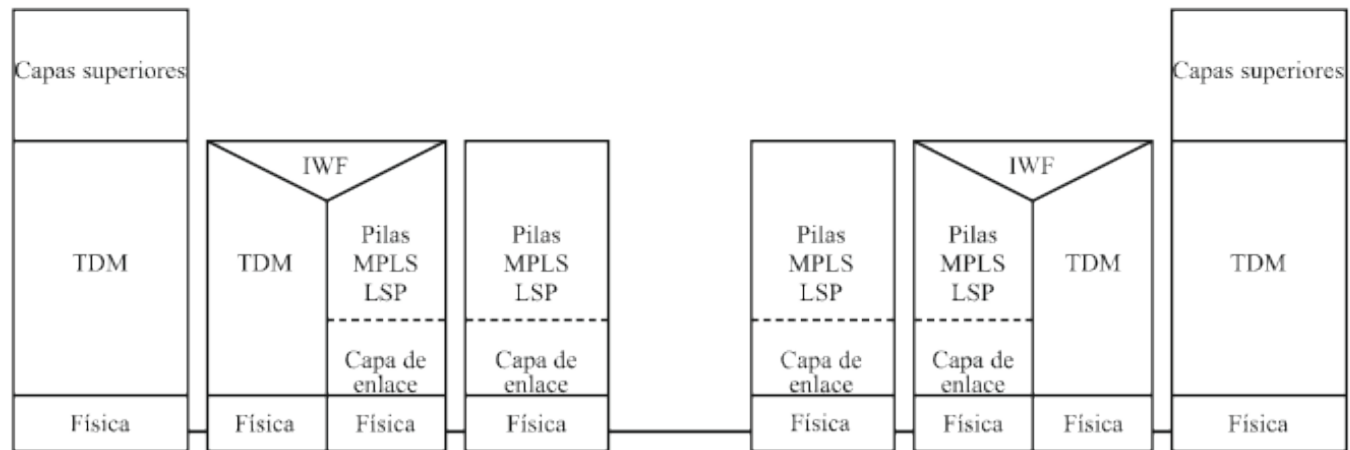 Capas superiores
TDM
Física
IWF
TDM
Pilas
MPLS
LSP
Capa de
enlace
Física
Física
Pilas
MPLS
LSP
Capa de
enlace
Física
Pilas
MPLS
LSP
Capa de
enlace
Física
IWF
Pilas
MPLS
LSP
TDM
Capa de
enlace
Física
Física
Capas superiores
TDM
Física